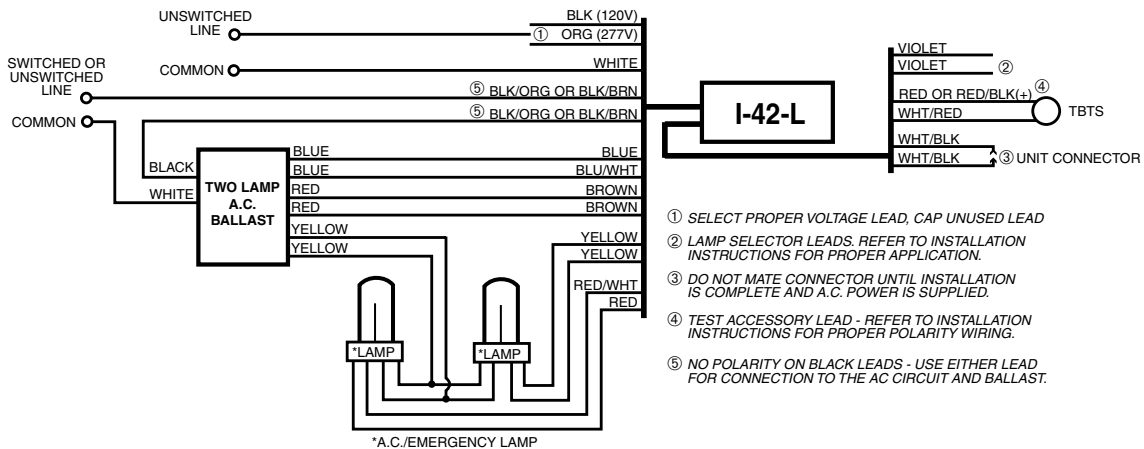 UNSWITCHED
LINE
BLK (120V)
① ORG (277V)
COMMON
WHITE
SWITCHED OR
UNSWITCHED
LINE
⑤ BLK/ORG OR BLK/BRN
COMMON
⑤ BLK/ORG OR BLK/BRN
BLACK
WHITE
TWO LAMP
A.C.
BALLAST
BLUE
BLUE
RED
RED
YELLOW
YELLOW
BLUE
BLU/WHT
BROWN
BROWN
YELLOW
YELLOW
RED/WHT
RED
*LAMP
*LAMP
*A.C./EMERGENCY LAMP
I-42-L
VIOLET
VIOLET
②
RED OR RED/BLK(+)
④
WHT/RED
TBTS
WHT/BLK
WHT/BLK
③ UNIT CONNECTOR
① SELECT PROPER VOLTAGE LEAD, CAP UNUSED LEAD
② LAMP SELECTOR LEADS. REFER TO INSTALLATION
INSTRUCTIONS FOR PROPER APPLICATION.
③ DO NOT MATE CONNECTOR UNTIL INSTALLATION
IS COMPLETE AND A.C. POWER IS SUPPLIED.
④ TEST ACCESSORY LEAD - REFER TO INSTALLATION
INSTRUCTIONS FOR PROPER POLARITY WIRING.
⑤ NO POLARITY ON BLACK LEADS - USE EITHER LEAD
FOR CONNECTION TO THE AC CIRCUIT AND BALLAST.